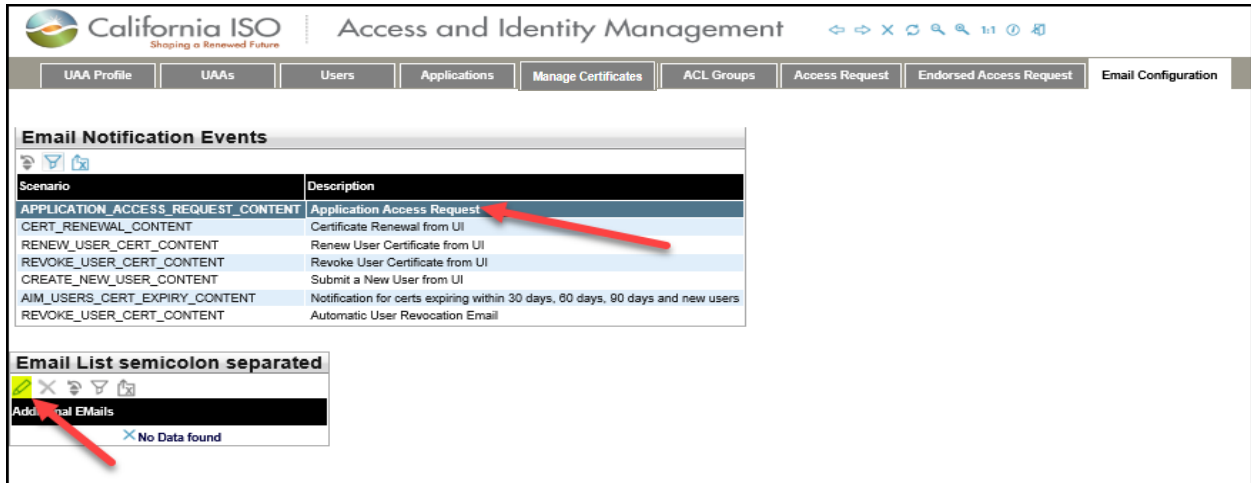 California ISO
Shaping a Renewed Future
Access and Identity Management
1:1
UAA Profile UAAs Users Applications Manage Certificates ACL Groups Access Request Endorsed Access Request Email Configuration
Email Notification Events
Scenario Description
APPLICATION_ACCESS_REQUEST_CONTENT Application Access Request
CERT_RENEWAL_CONTENT Certificate Renewal from UI
RENEW_USER_CERT_CONTENT Renew User Certificate from UI
REVOKE_USER_CERT_CONTENT Revoke User Certificate from UI
CREATE_NEW_USER_CONTENT Submit a New User from UI
AIM_USERS_CERT_EXPIRY_CONTENT Notification for certs expiring within 30 days, 60 days, 90 days and new users
REVOKE_USER_CERT_CONTENT Automatic User Revocation Email
Email List semicolon separated
Additional EMails
No Data found